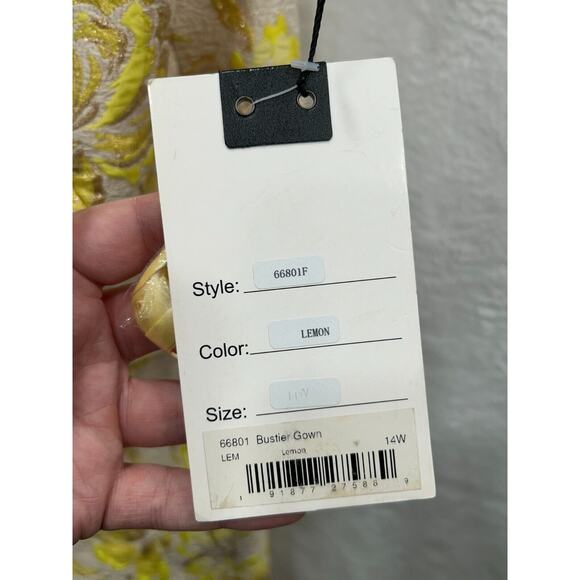 Style: 66801F
Color: LEMON
Size:
66801 Bustier Gown 14W
LEM Lemon
1 91877 27588 9